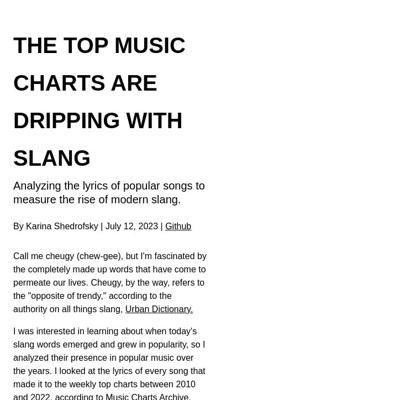 THE TOP MUSIC
CHARTS ARE
DRIPPING WITH
SLANG
Analyzing the lyrics of popular songs to
measure the rise of modern slang.
By Karina Shedrofsky | July 12, 2023 | Github
Call me cheugy (chew-gee), but I'm fascinated by
the completely made up words that have come to
permeate our lives. Cheugy, by the way, refers to
the "opposite of trendy," according to the
authority on all things slang, Urban Dictionary.
I was interested in learning about when today's
slang words emerged and grew in popularity, so I
analyzed their presence in popular music over
the years. I looked at the lyrics of every song that
made it to the weekly top charts between 2010
and 2022, according to Music Charts Archive.